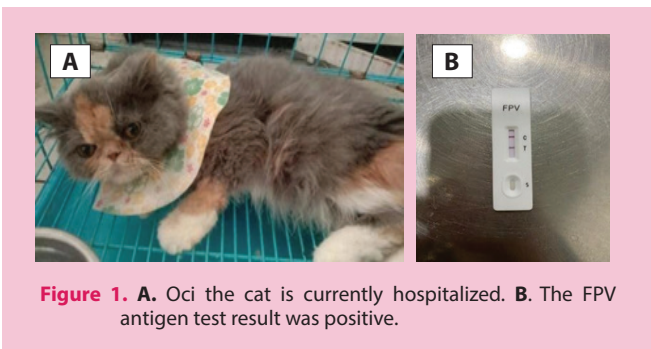 A
B
FPV
C
T
S
Figure 1. A. Oci the cat is currently hospitalized. B. The FPV
antigen test result was positive.